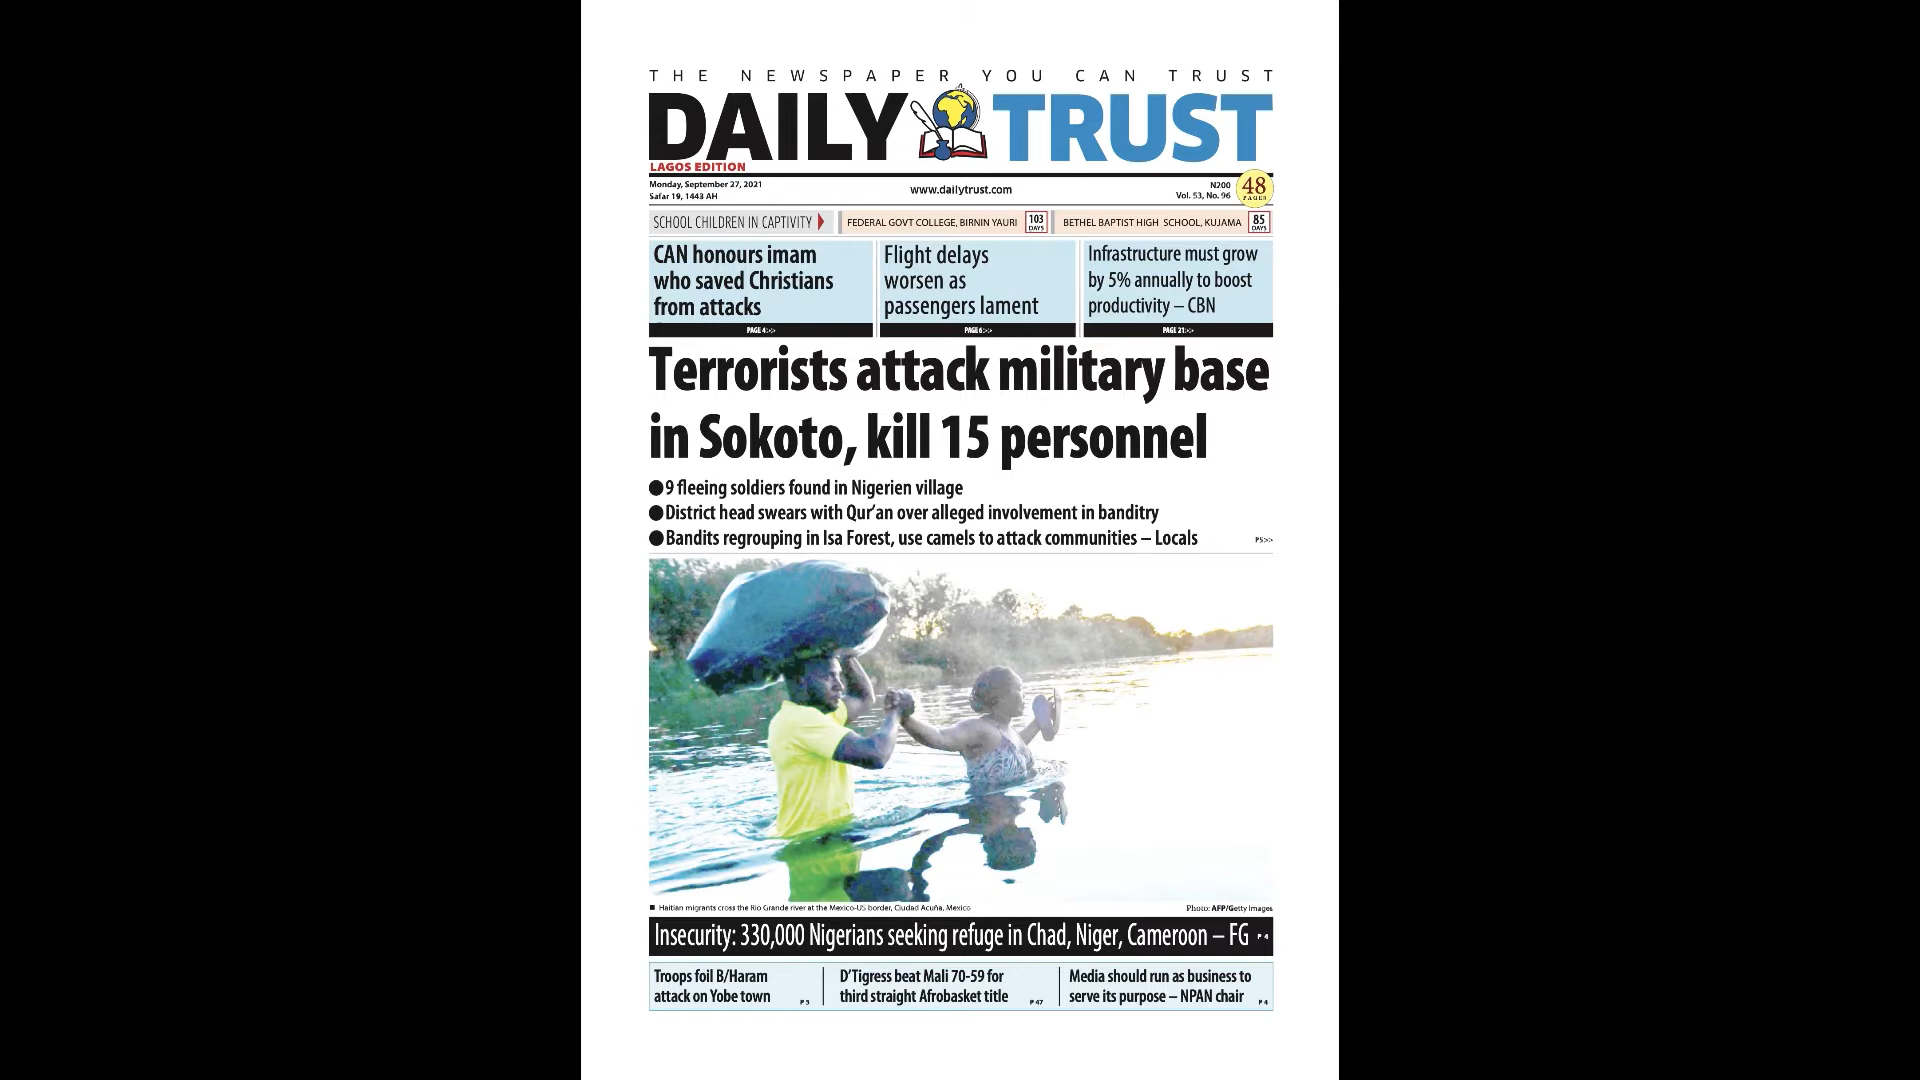 THE NEWSPAPER YOU CAN TRUST
DAILY TRUST
LAGOS EDITION
Monday, September 27, 2021
Safar 19, 1443 AH
www.dailytrust.com
N200
Vol. 53, No. 96
48
PAGES
SCHOOL CHILDREN IN CAPTIVITY
FEDERAL GOVT COLLEGE, BIRNIN YAURI
103
DAYS
BETHEL BAPTIST HIGH SCHOOL, KUJAMA
85
DAYS
CAN honours imam
who saved Christians
from attacks
PAGE 4>>
Flight delays
worsen as
passengers lament
PAGE 6>>
Infrastructure must grow
by 5% annually to boost
productivity – CBN
PAGE 21>>
Terrorists attack military base
in Sokoto, kill 15 personnel
●9 fleeing soldiers found in Nigerien village
●District head swears with Qur'an over alleged involvement in banditry
●Bandits regrouping in Isa Forest, use camels to attack communities – Locals
P5>>
■ Haitian migrants cross the Rio Grande river at the Mexico-US border, Ciudad Acuña, Mexico
Photo: AFP/Getty Images
Insecurity: 330,000 Nigerians seeking refuge in Chad, Niger, Cameroon – FG P 4
Troops foil B/Haram
attack on Yobe town P 3
D'Tigress beat Mali 70-59 for
third straight Afrobasket title P 47
Media should run as business to
serve its purpose – NPAN chair P 4